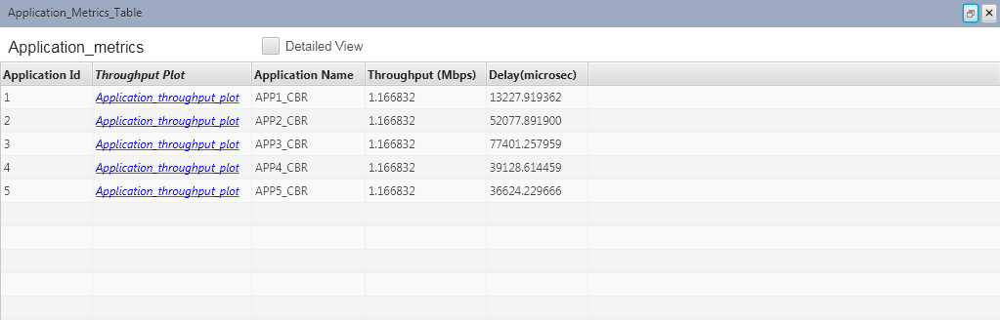 Application_Metrics_Table
Application_metrics Detailed View
Application Id Throughput Plot Application Name Throughput (Mbps) Delay(microsec)
1 Application_throughput_plot APP1_CBR 1.166832 13227.919362
2 Application_throughput_plot APP2_CBR 1.166832 52077.891900
3 Application_throughput_plot APP3_CBR 1.166832 77401.257959
4 Application_throughput_plot APP4_CBR 1.166832 39128.614459
5 Application_throughput_plot APP5_CBR 1.166832 36624.229666